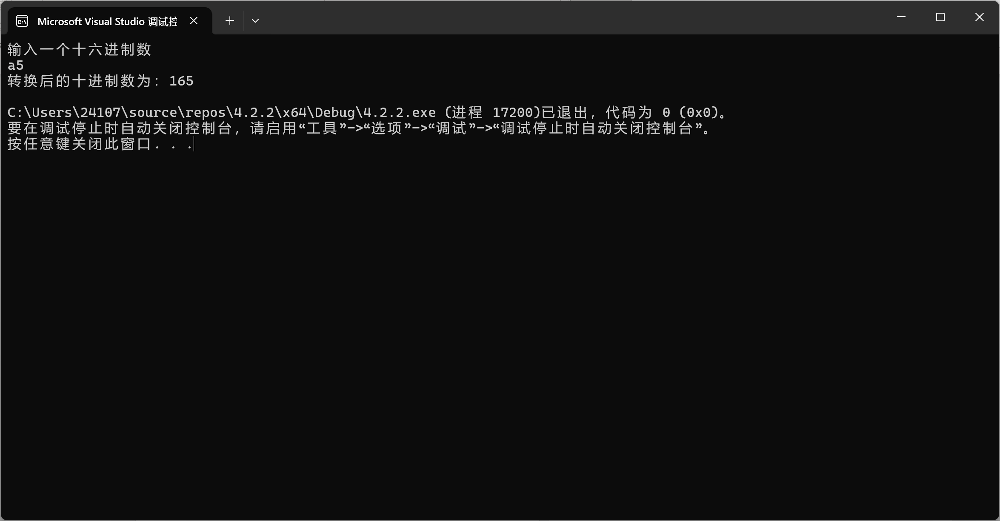 Microsoft Visual Studio 调试控
输入一个十六进制数
a5
转换后的十进制数为：165
C:\Users\24107\source\repos\4.2.2\x64\Debug\4.2.2.exe (进程 17200)已退出，代码为 0 (0x0)。
要在调试停止时自动关闭控制台，请启用“工具”->“选项”->“调试”->“调试停止时自动关闭控制台”。
按任意键关闭此窗口. . .